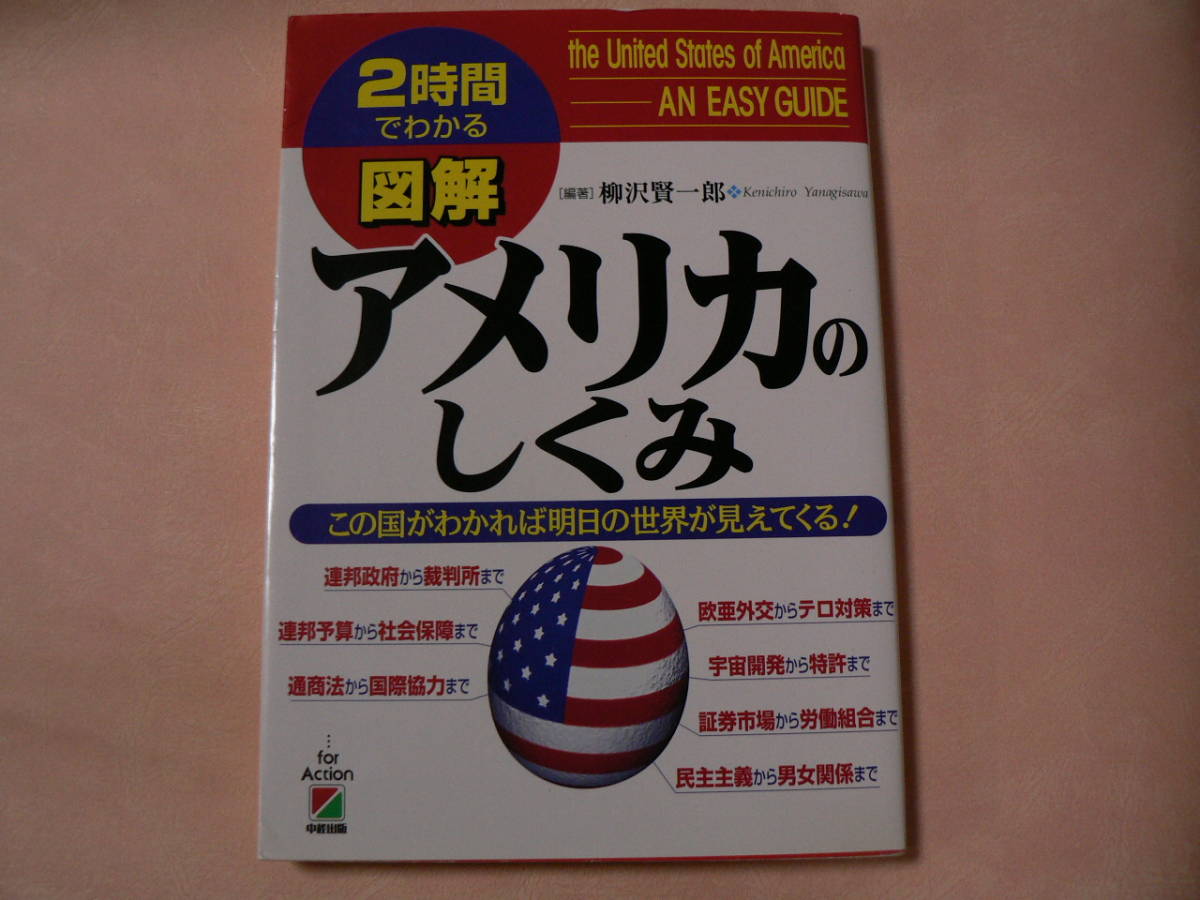 the United States of America
AN EASY GUIDE
2時間
でわかる
図解
[編著]柳沢賢一郎❖Kenichiro Yanagisawa
アメリカの
しくみ
この国がわかれば明日の世界が見えてくる!
連邦政府から裁判所まで
連邦予算から社会保障まで
通商法から国際協力まで
欧亜外交からテロ対策まで
宇宙開発から特許まで
証券市場から労働組合まで
民主主義から男女関係まで
…for
Action
中経出版